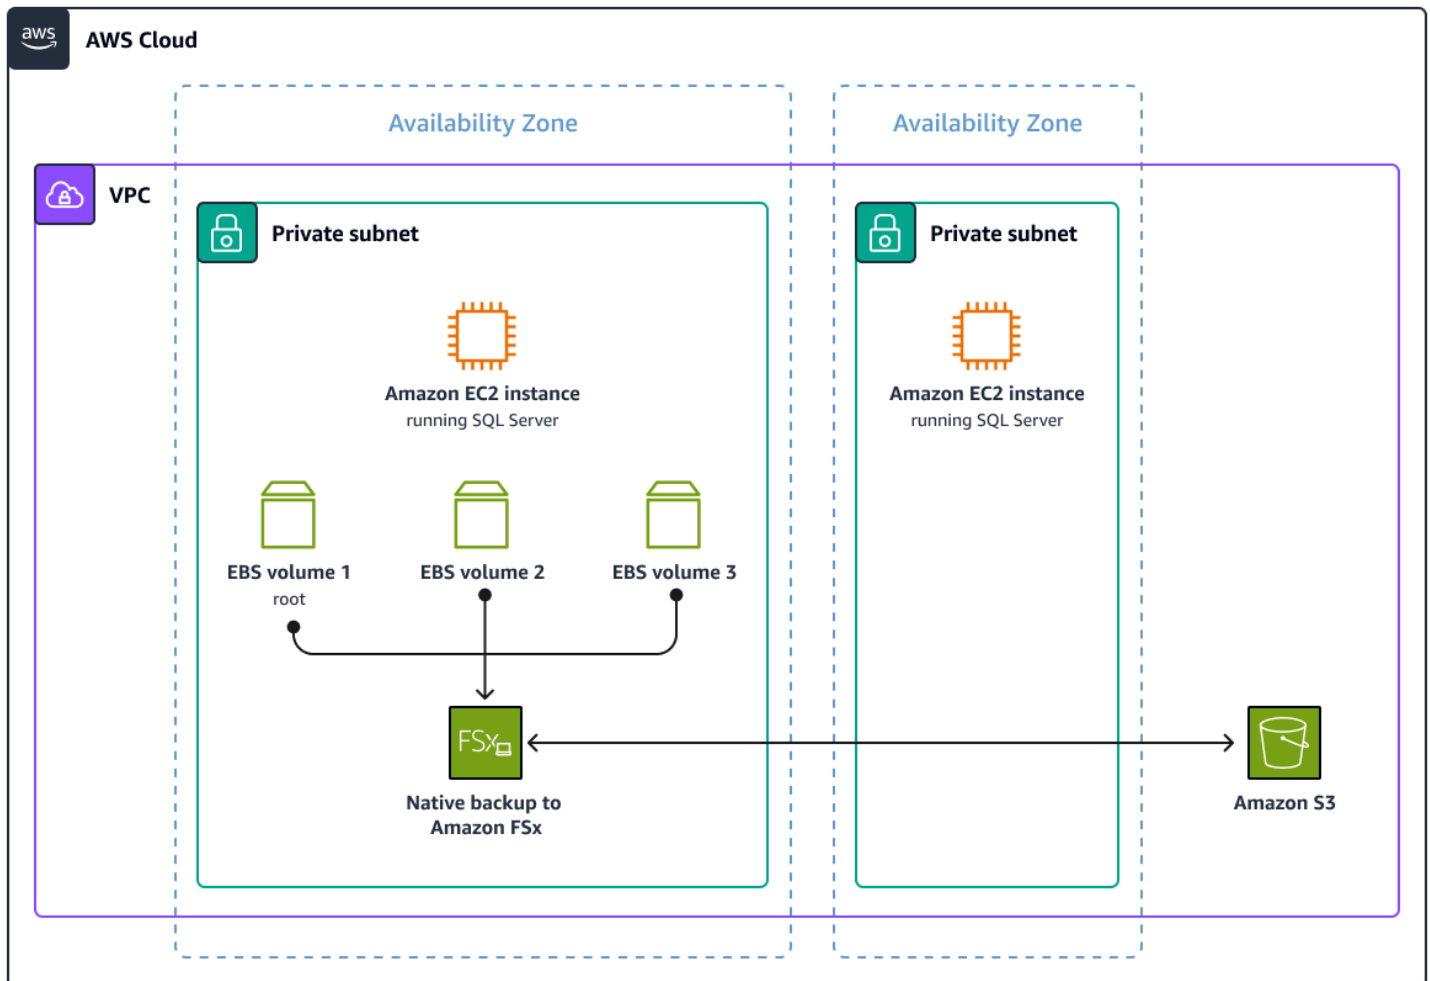 aws
AWS Cloud
Availability Zone
Availability Zone
VPC
Private subnet
Private subnet
Amazon EC2 instance
running SQL Server
Amazon EC2 instance
running SQL Server
EBS volume 1
root
EBS volume 2
EBS volume 3
FSx
Native backup to
Amazon FSx
Amazon S3